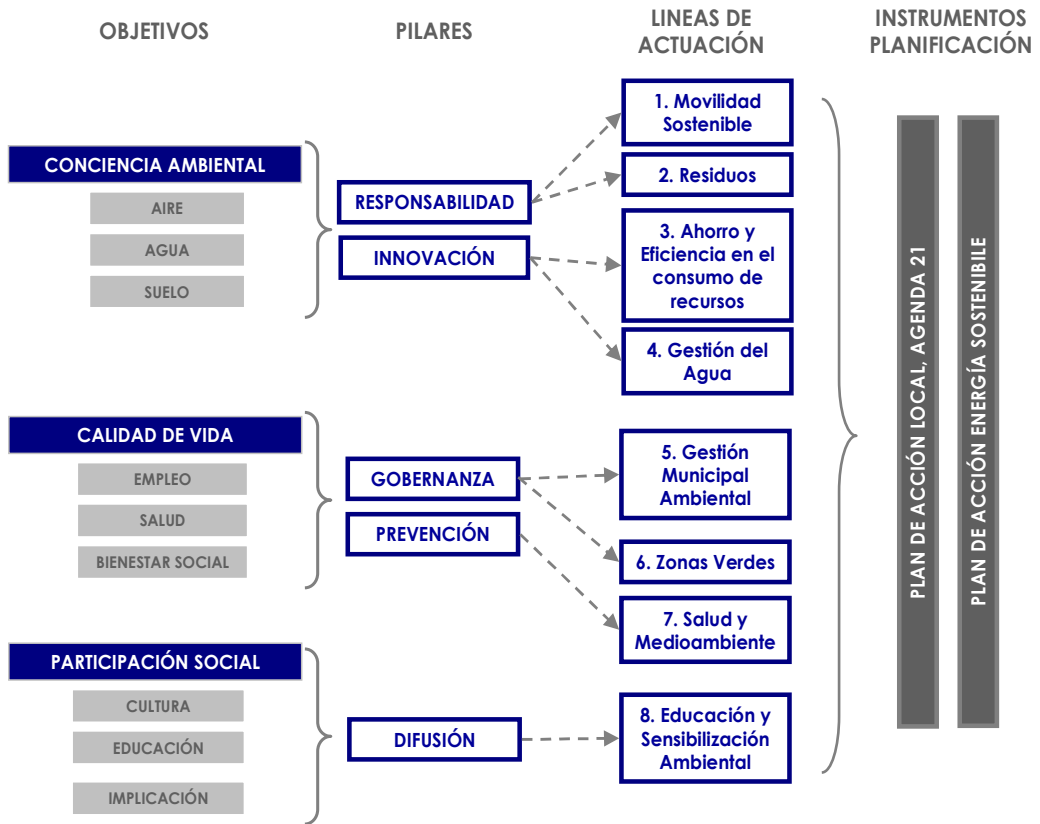 OBJETIVOS
PILARES
LINEAS DE
ACTUACIÓN
INSTRUMENTOS
PLANIFICACIÓN
CONCIENCIA AMBIENTAL
AIRE
AGUA
SUELO
RESPONSABILIDAD
INNOVACIÓN
1. Movilidad
Sostenible
2. Residuos
3. Ahorro y
Eficiencia en el
consumo de
recursos
4. Gestión del
Agua
CALIDAD DE VIDA
EMPLEO
SALUD
BIENESTAR SOCIAL
GOBERNANZA
PREVENCIÓN
5. Gestión
Municipal
Ambiental
6. Zonas Verdes
7. Salud y
Medioambiente
PARTICIPACIÓN SOCIAL
CULTURA
EDUCACIÓN
IMPLICACIÓN
DIFUSIÓN
8. Educación y
Sensibilización
Ambiental
PLAN DE ACCIÓN LOCAL, AGENDA 21
PLAN DE ACCIÓN ENERGÍA SOSTENIBILE